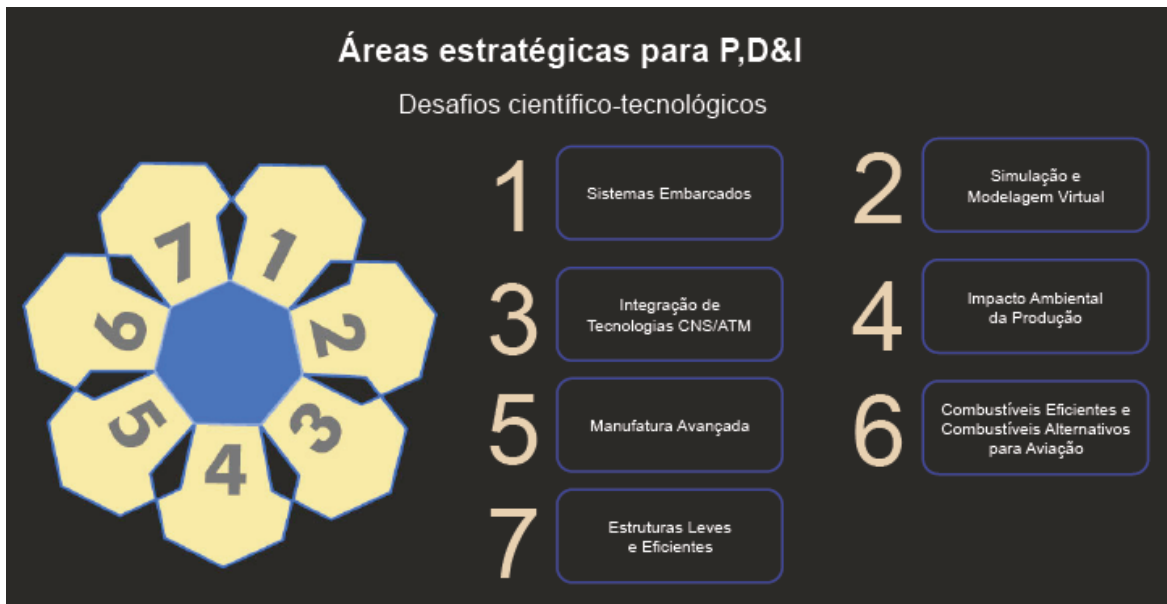 Áreas estratégicas para P,D&I
Desafios científico-tecnológicos
7
1
6
2
5
3
4
1
Sistemas Embarcados
2
Simulação e
Modelagem Virtual
3
Integração de
Tecnologias CNS/ATM
4
Impacto Ambiental
da Produção
5
Manufatura Avançada
6
Combustíveis Eficientes e
Combustíveis Alternativos
para Aviação
7
Estruturas Leves
e Eficientes